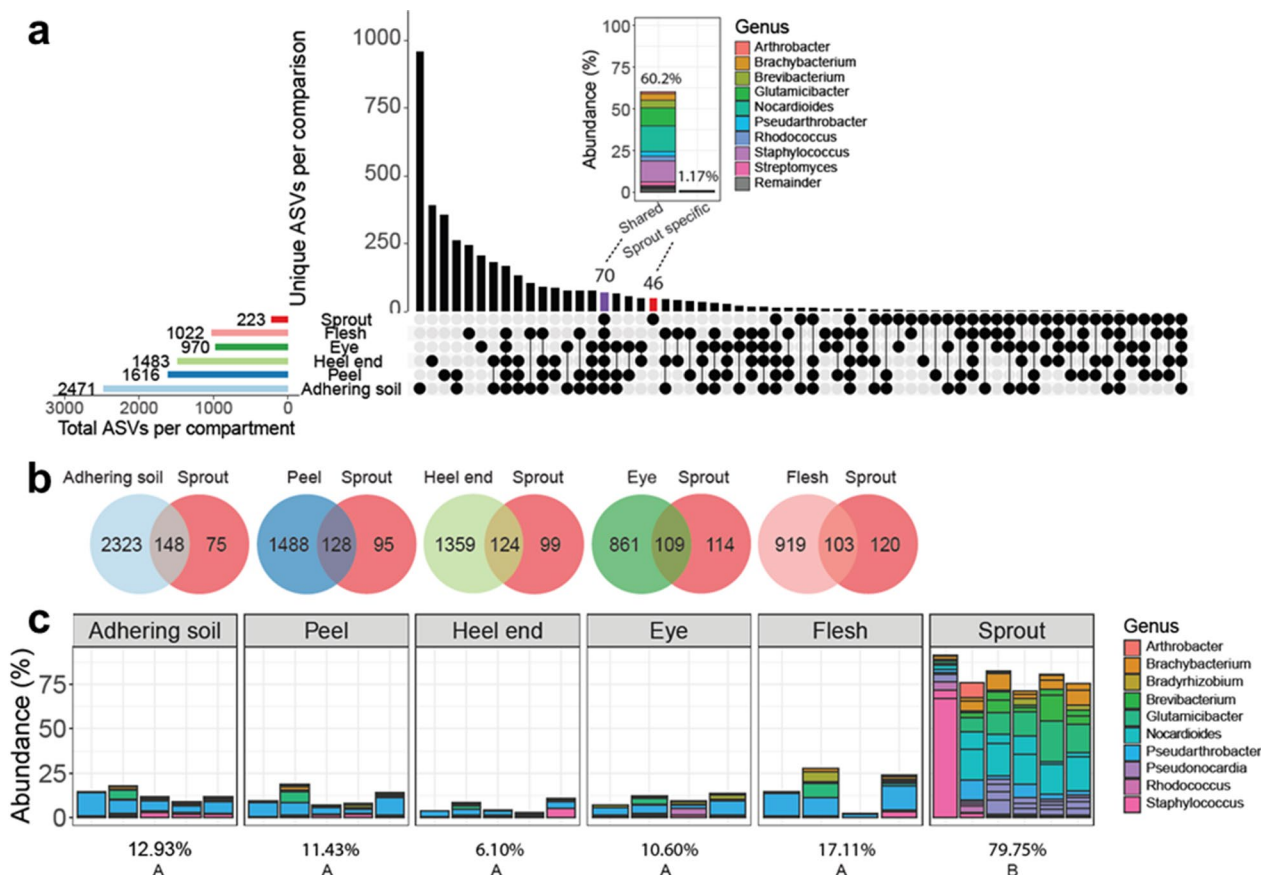 a
Unique ASVs per comparison
1000
750
500
250
0
Abundance (%)
100
75
50
25
0
60.2%
1.17%
Shared
Sprout specific
70
46
Genus
Arthrobacter
Brachybacterium
Brevibacterium
Glutamicibacter
Nocardioides
Pseudarthrobacter
Rhodococcus
Staphylococcus
Streptomyces
Remainder
223 Sprout
1022 Flesh
970 Eye
1483 Heel end
1616 Peel
2471 Adhering soil
3000 2000 1000 0
Total ASVs per compartment
b
Adhering soil Sprout Peel Sprout Heel end Sprout Eye Sprout Flesh Sprout
2323 148 75 1488 128 95 1359 124 99 861 109 114 919 103 120
c
Adhering soil Peel Heel end Eye Flesh Sprout
Abundance (%)
75
50
25
0
12.93% 11.43% 6.10% 10.60% 17.11% 79.75%
A A A A A B
Genus
Arthrobacter
Brachybacterium
Bradyrhizobium
Brevibacterium
Glutamicibacter
Nocardioides
Pseudarthrobacter
Pseudonocardia
Rhodococcus
Staphylococcus